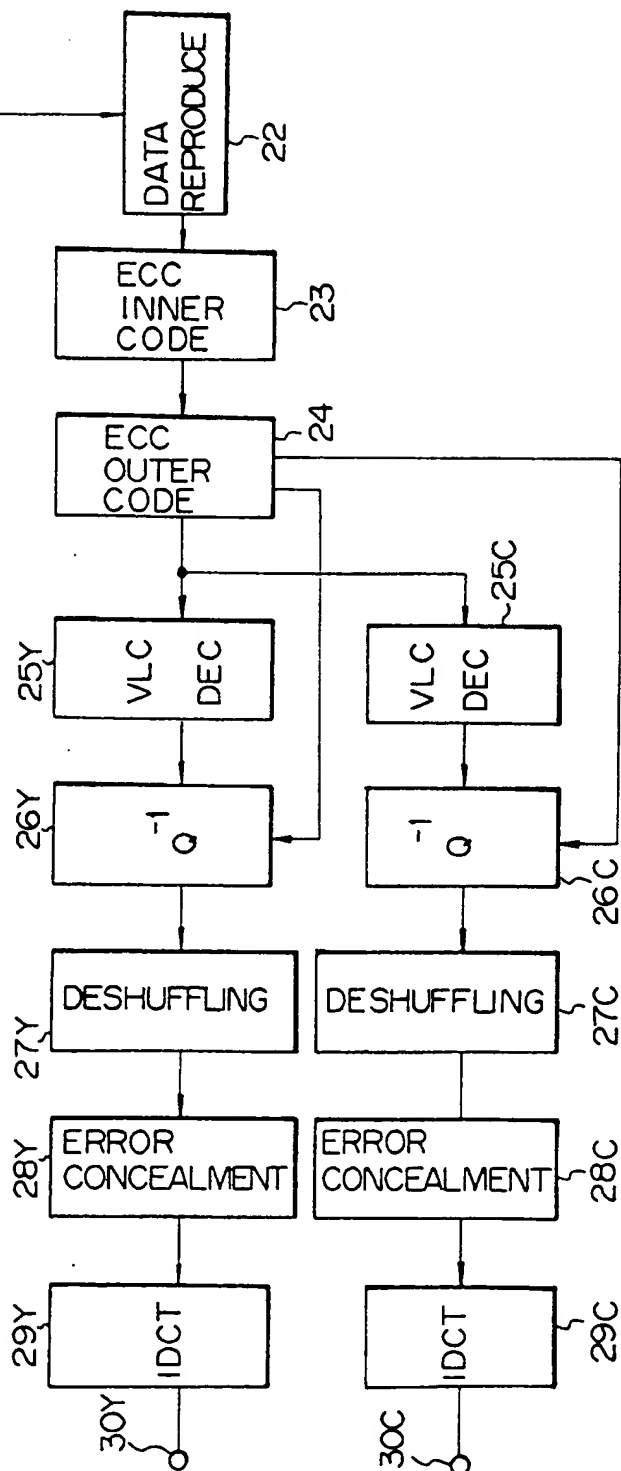 DATA
REPRODUCE
22
ECC
INNER
CODE
23
ECC
OUTER
CODE
24
25Y
VLC
DEC
25C
VLC
DEC
26Y
Q⁻¹
26C
Q⁻¹
27Y
DESHUFFLING
27C
DESHUFFLING
28Y
ERROR
CONCEALMENT
28C
ERROR
CONCEALMENT
29Y
IDCT
29C
IDCT
30Y
30C